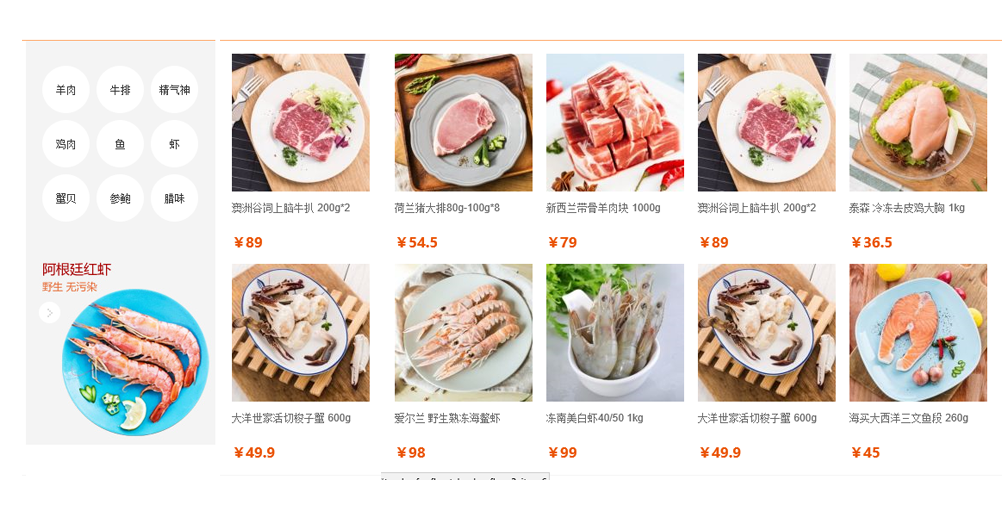 羊肉
牛排
精气神
鸡肉
鱼
虾
蟹贝
参鲍
腊味
阿根廷红虾
野生 无污染
澳洲谷饲上脑牛扒 200g*2
荷兰猪大排80g-100g*8
新西兰带骨羊肉块 1000g
澳洲谷饲上脑牛扒 200g*2
泰森 冷冻去皮鸡大胸 1kg
￥89
￥54.5
￥79
￥89
￥36.5
大洋世家活切梭子蟹 600g
爱尔兰 野生熟冻海螯虾
冻南美白虾40/50 1kg
大洋世家活切梭子蟹 600g
海买大西洋三文鱼段 260g
￥49.9
￥98
￥99
￥49.9
￥45